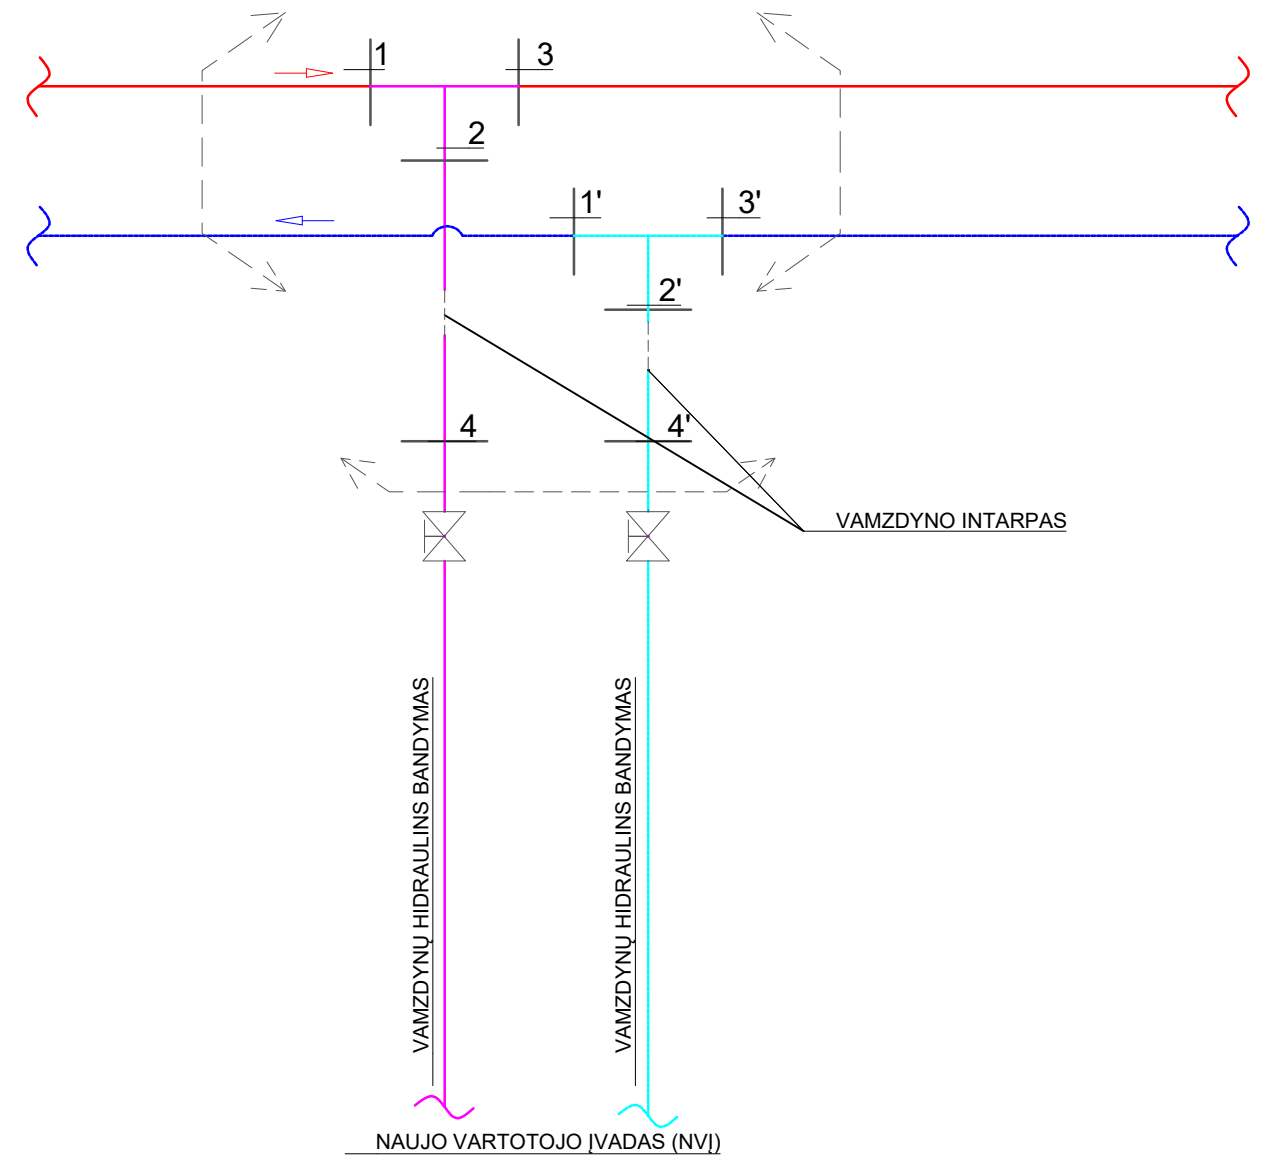 1
3
2
1'
3'
2'
4
4'
VAMZDYNO INTARPAS
VAMZDYNŲ HIDRAULINS BANDYMAS
VAMZDYNŲ HIDRAULINS BANDYMAS
NAUJO VARTOTOJO ĮVADAS (NVĮ)